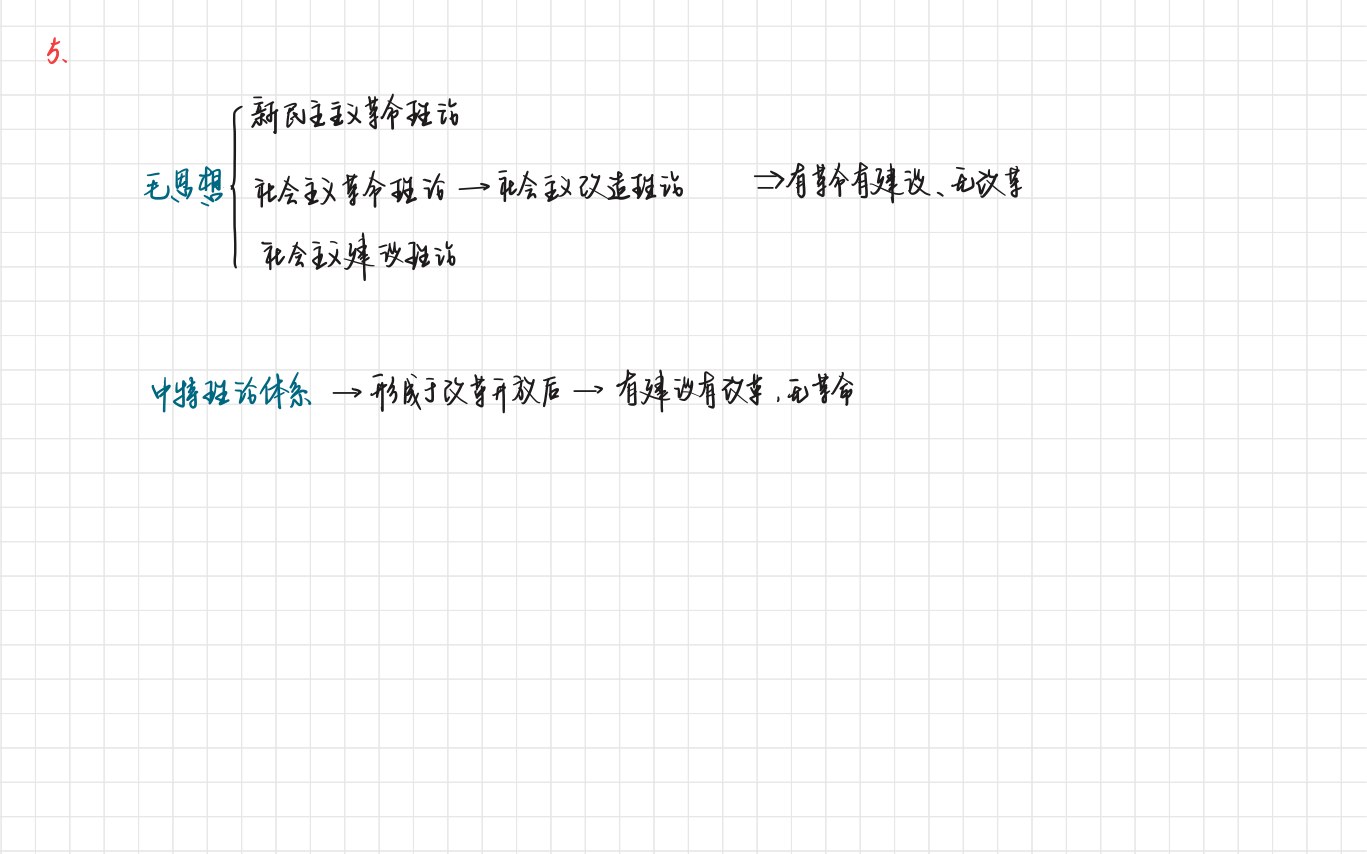 5、
新民主主义革命理论
毛思想 社会主义革命理论→社会主义改造理论 ⇒有革命有建设、无改革
社会主义建设理论
中特理论体系→形成于改革开放后→有建设有改革,无革命